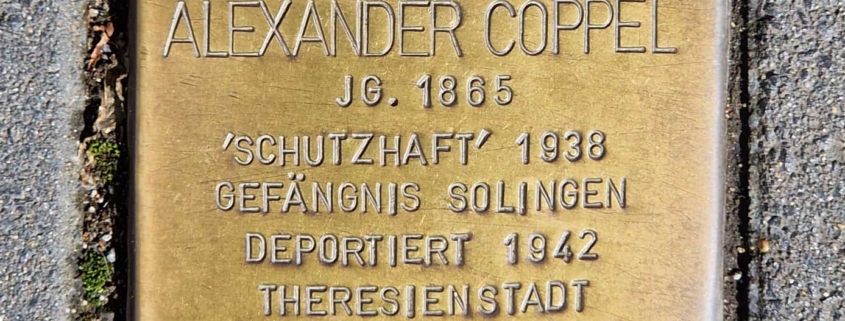 ALEXANDER COPPEL
JG. 1865
'SCHUTZHAFT' 1938
GEFÄNGNIS SOLINGEN
DEPORTIERT 1942
THERESIENSTADT